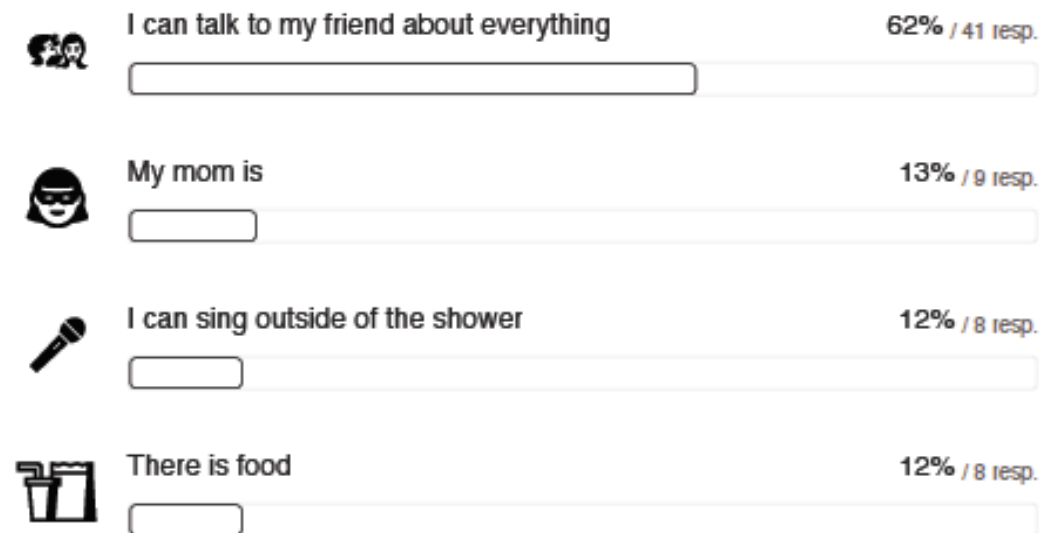 I can talk to my friend about everything 62% / 41 resp.
My mom is 13% / 9 resp.
I can sing outside of the shower 12% / 8 resp.
There is food 12% / 8 resp.